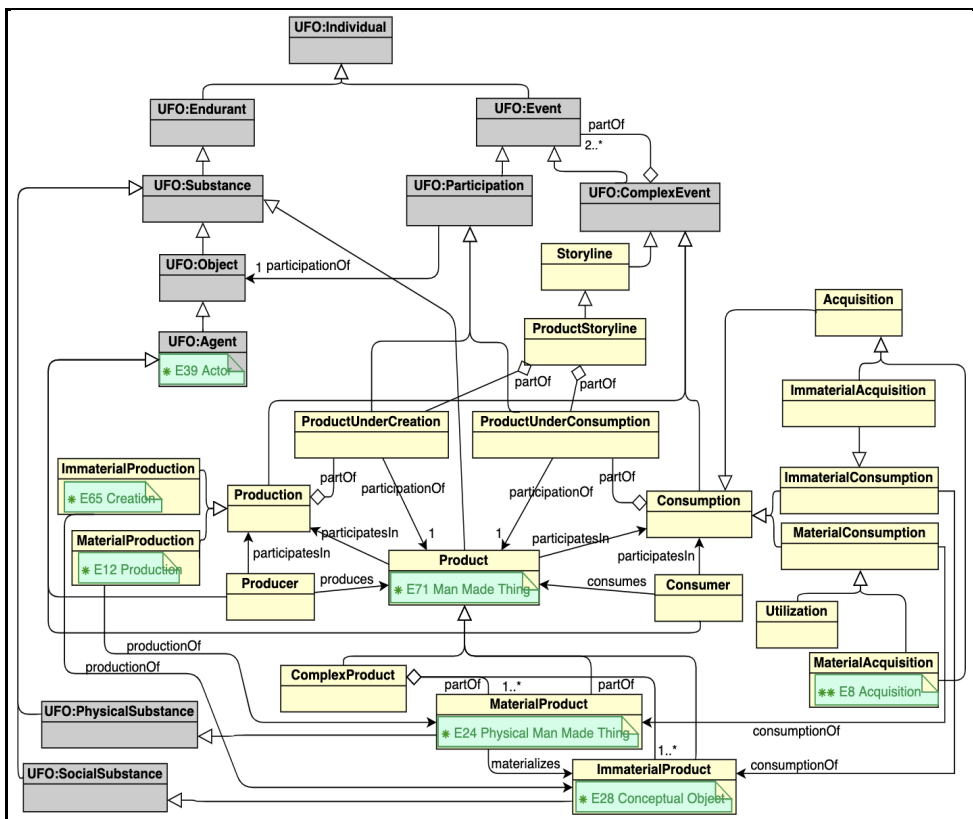 UFO:Individual
UFO:Endurant
UFO:Event
partOf
2..*
UFO:Substance
UFO:Participation
UFO:ComplexEvent
Storyline
UFO:Object
1 participationOf
Acquisition
ProductStoryline
UFO:Agent
* E39 Actor
partOf
partOf
ImmaterialAcquisition
ProductUnderCreation
ProductUnderConsumption
ImmaterialProduction
* E65 Creation
partOf
participationOf
participationOf
partOf
ImmaterialConsumption
Production
Consumption
MaterialProduction
* E12 Production
participatesIn
1
1
participatesIn
MaterialConsumption
participatesIn
Product
participatesIn
Producer
produces
* E71 Man Made Thing
consumes
Consumer
Utilization
productionOf
productionOf
ComplexProduct
partOf
1..*
partOf
MaterialAcquisition
** E8 Acquisition
UFO:PhysicalSubstance
MaterialProduct
* E24 Physical Man Made Thing
consumptionOf
1..*
materializes
UFO:SocialSubstance
ImmaterialProduct
consumptionOf
* E28 Conceptual Object